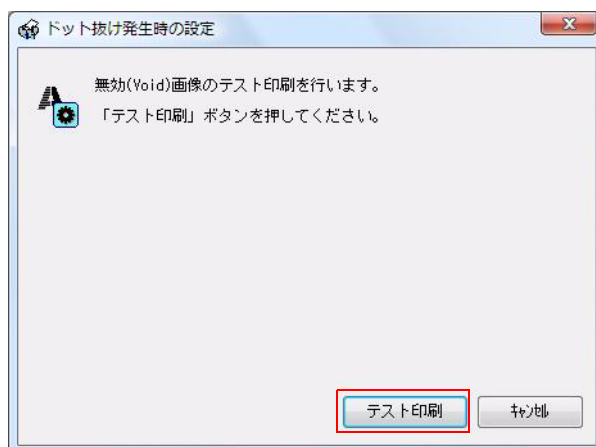 ドット抜け発生時の設定
無効(Void)画像のテスト印刷を行います。
「テスト印刷」ボタンを押してください。
テスト印刷
ｷｬﾝｾﾙ